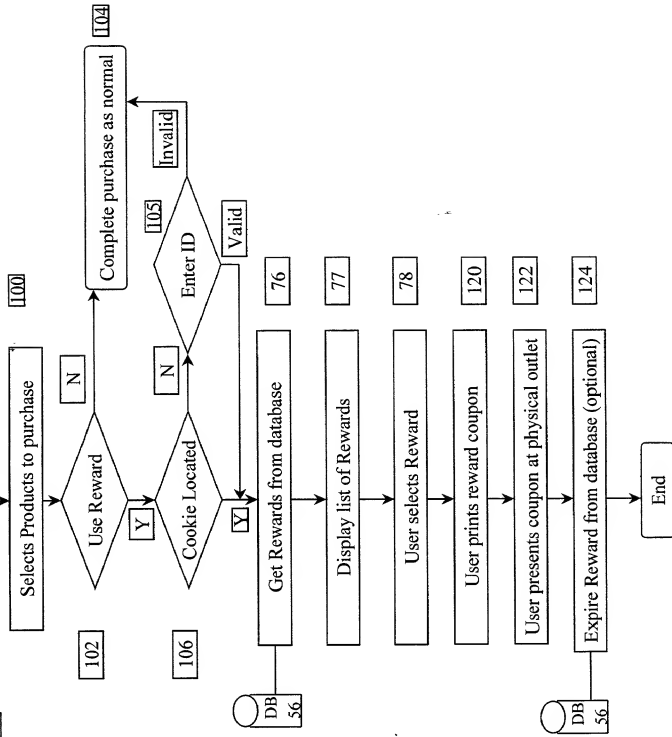 100
Selects Products to purchase
102
Use Reward
N
104
Complete purchase as normal
Y
106
Cookie Located
N
105
Enter ID
Invalid
Valid
Y
76
Get Rewards from database
DB
56
77
Display list of Rewards
78
User selects Reward
120
User prints reward coupon
122
User presents coupon at physical outlet
124
Expire Reward from database (optional)
DB
56
End